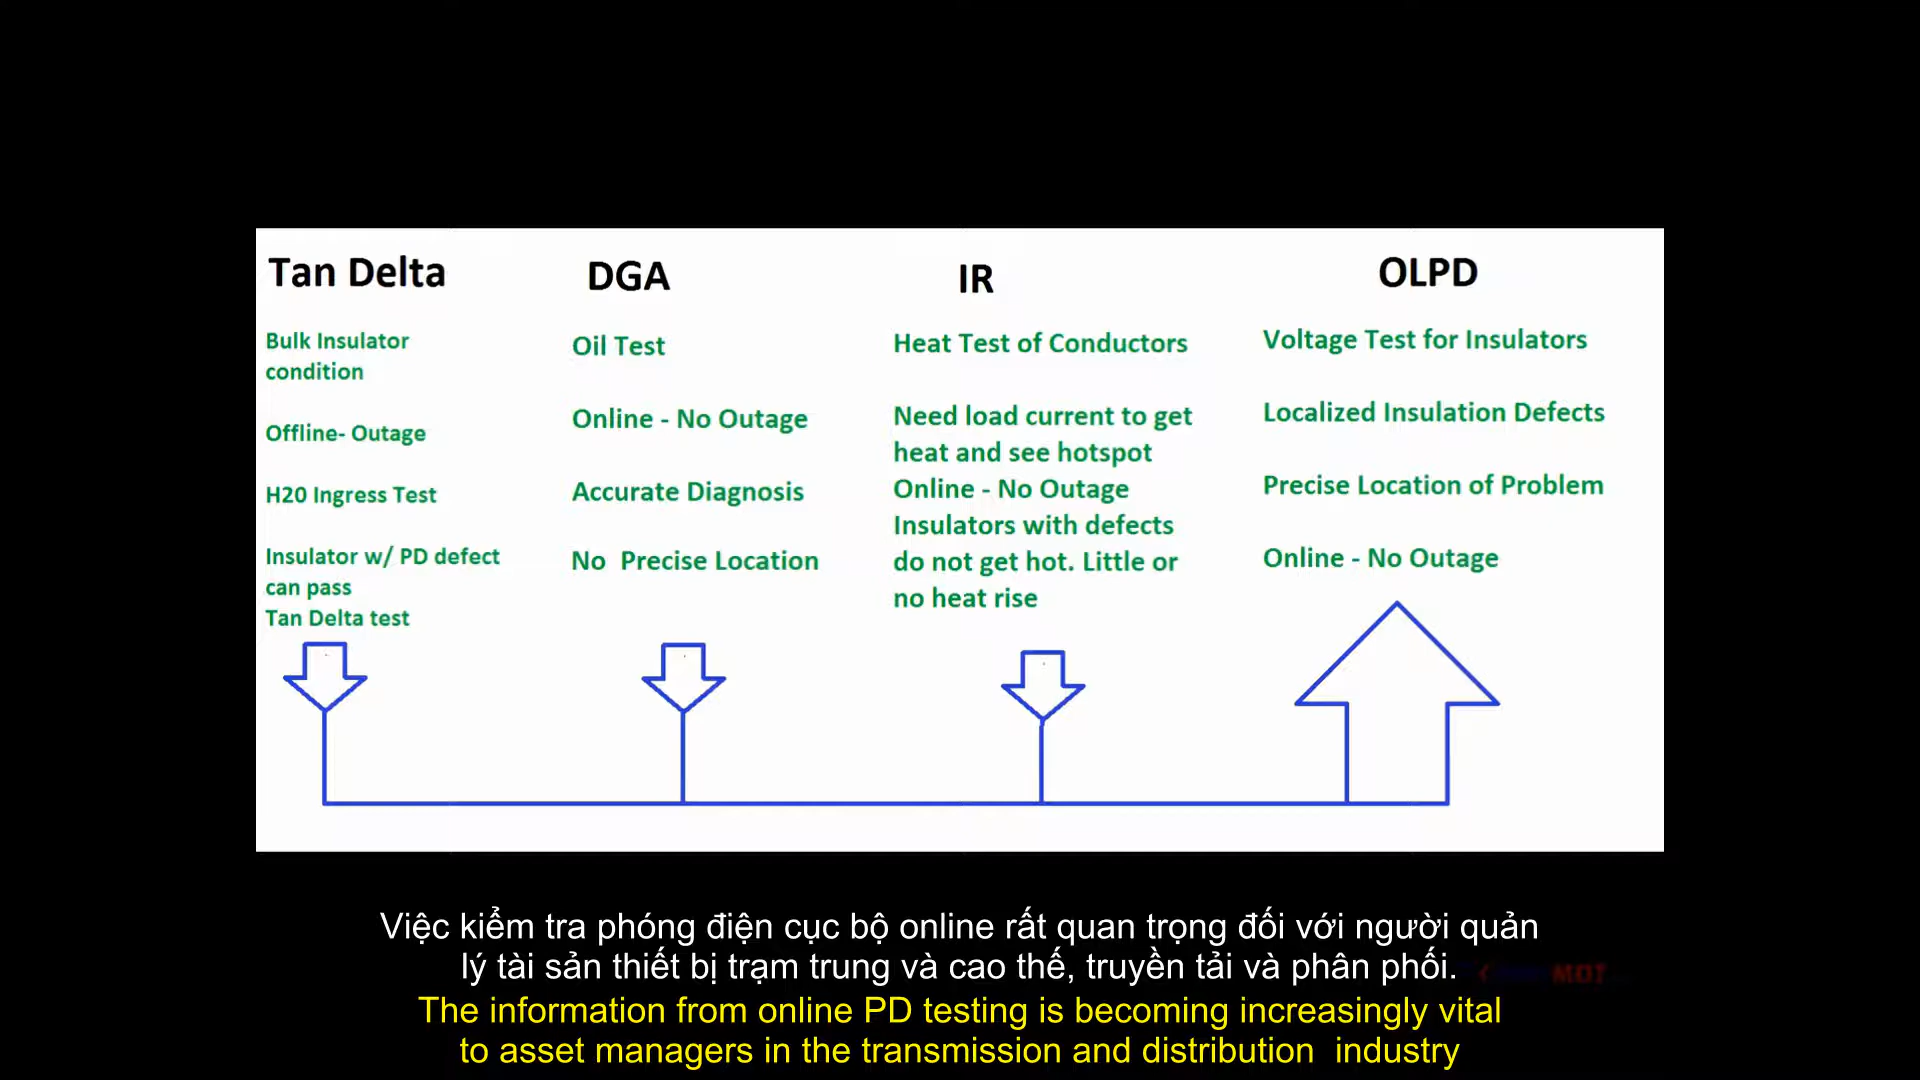 Tan Delta
Bulk Insulator
condition
Offline- Outage
H20 Ingress Test
Insulator w/ PD defect
can pass
Tan Delta test
DGA
Oil Test
Online - No Outage
Accurate Diagnosis
No  Precise Location
IR
Heat Test of Conductors
Need load current to get
heat and see hotspot
Online - No Outage
Insulators with defects
do not get hot. Little or
no heat rise
OLPD
Voltage Test for Insulators
Localized Insulation Defects
Precise Location of Problem
Online - No Outage
Việc kiểm tra phóng điện cục bộ online rất quan trọng đối với người quản
lý tài sản thiết bị trạm trung và cao thế, truyền tải và phân phối.
The information from online PD testing is becoming increasingly vital
to asset managers in the transmission and distribution  industry